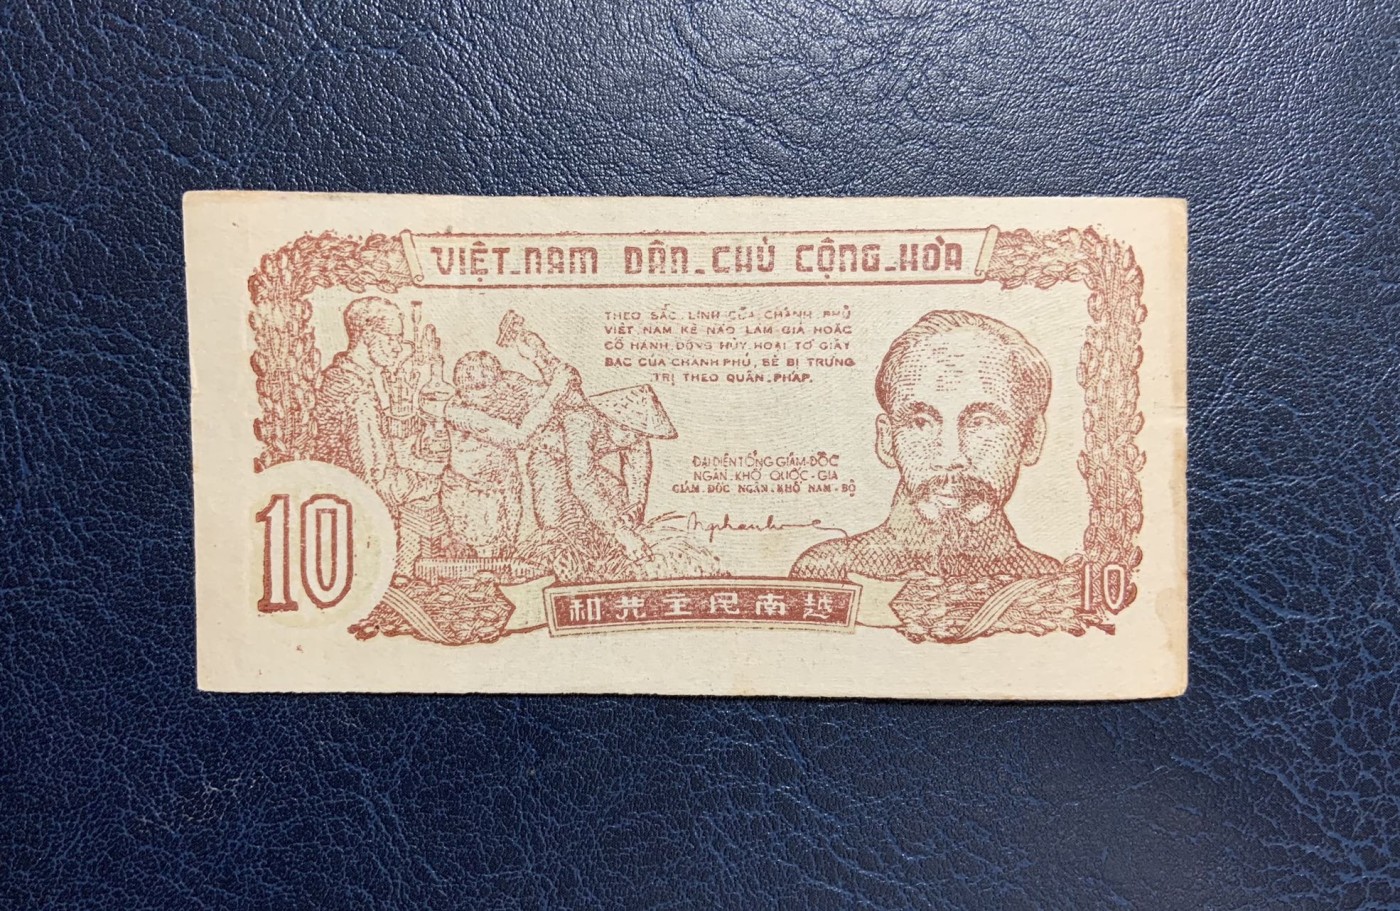 VIỆT-NAM DÂN-CHỦ CỘNG-HÒA
THEO SẮC LỊNH CỦA CHÁNH PHỦ
VIỆT NAM KẺ NÀO LÀM GIẢ HOẶC
CÓ HÀNH ĐỘNG HỦY HOẠI TỜ GIẤY
BẠC CỦA CHÁNH PHỦ, SẺ BỊ TRỪNG
TRỊ THEO QUÂN-PHÁP.
ĐẠI DIỆN TỔNG GIÁM-ĐỐC
NGÂN-KHỐ QUỐC-GIA
GIÁM-ĐỐC NGÂN-KHỐ NAM-BỘ
10
10
和共主民南越